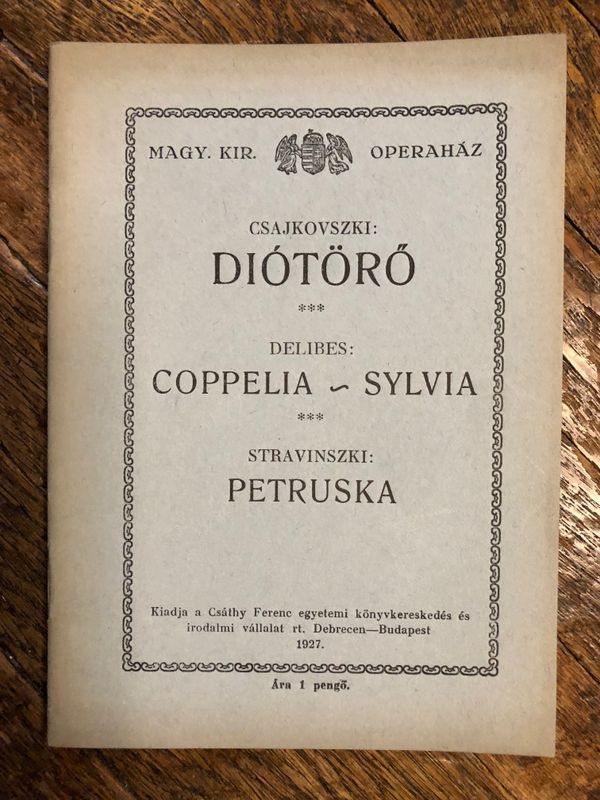 MAGY. KIR. OPERAHÁZ
CSAJKOVSZKI:
DIÓTÖRŐ
***
DELIBES:
COPPELIA ~ SYLVIA
***
STRAVINSZKI:
PETRUSKA
Kiadja a Csáthy Ferenc egyetemi könyvkereskedés és
irodalmi vállalat rt. Debrecen—Budapest
1927.
Ára 1 pengő.